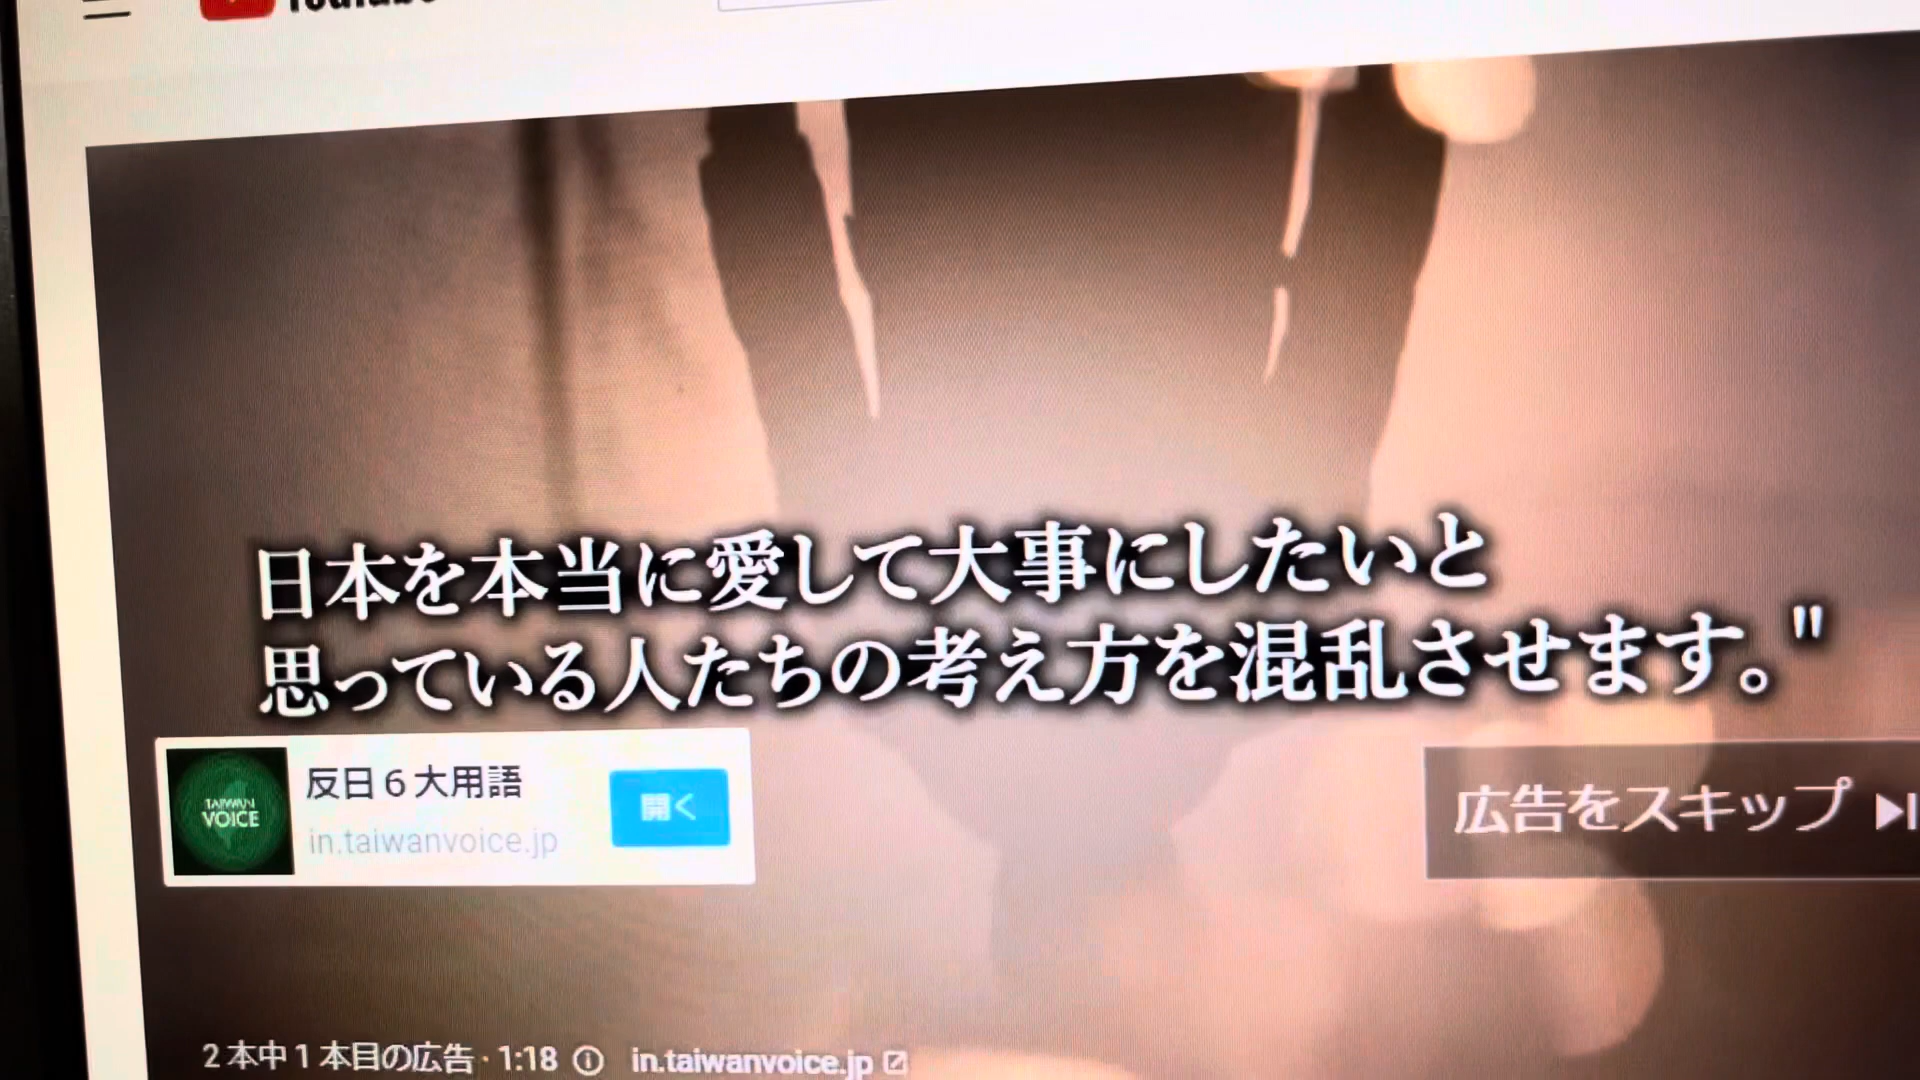 YouTube
日本を本当に愛して大事にしたいと
思っている人たちの考え方を混乱させます。"
TAIWAN
VOICE
反日6大用語
in.taiwanvoice.jp
開く
広告をスキップ
2本中1本目の広告・1:18
in.taiwanvoice.jp